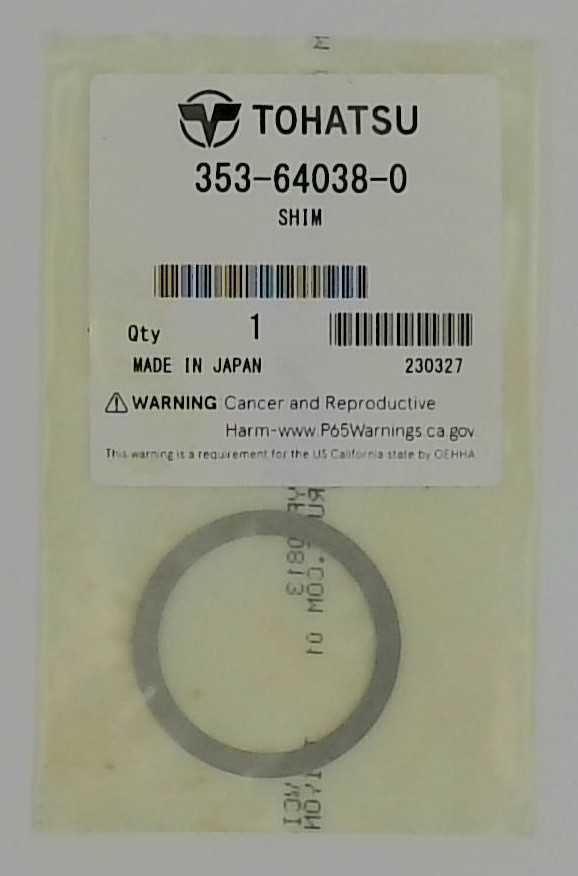 TOHATSU
353-64038-0
SHIM
Qty 1
MADE IN JAPAN 230327
WARNING Cancer and Reproductive
Harm-www.P65Warnings.ca.gov
This warning is a requirement for the US California state by OEHHA